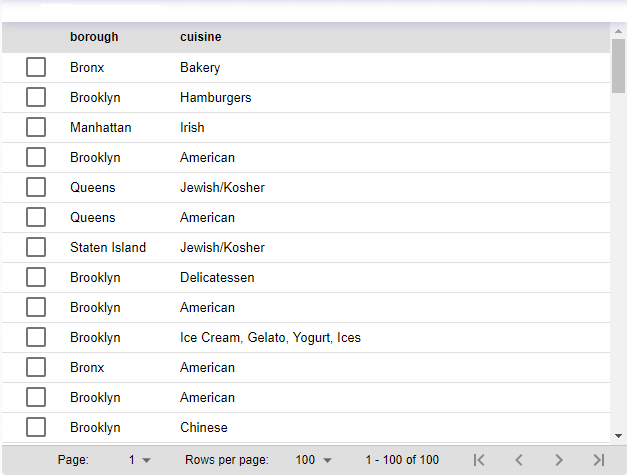 borough cuisine
Bronx Bakery
Brooklyn Hamburgers
Manhattan Irish
Brooklyn American
Queens Jewish/Kosher
Queens American
Staten Island Jewish/Kosher
Brooklyn Delicatessen
Brooklyn American
Brooklyn Ice Cream, Gelato, Yogurt, Ices
Bronx American
Brooklyn American
Brooklyn Chinese
Page: 1 Rows per page: 100 1 - 100 of 100